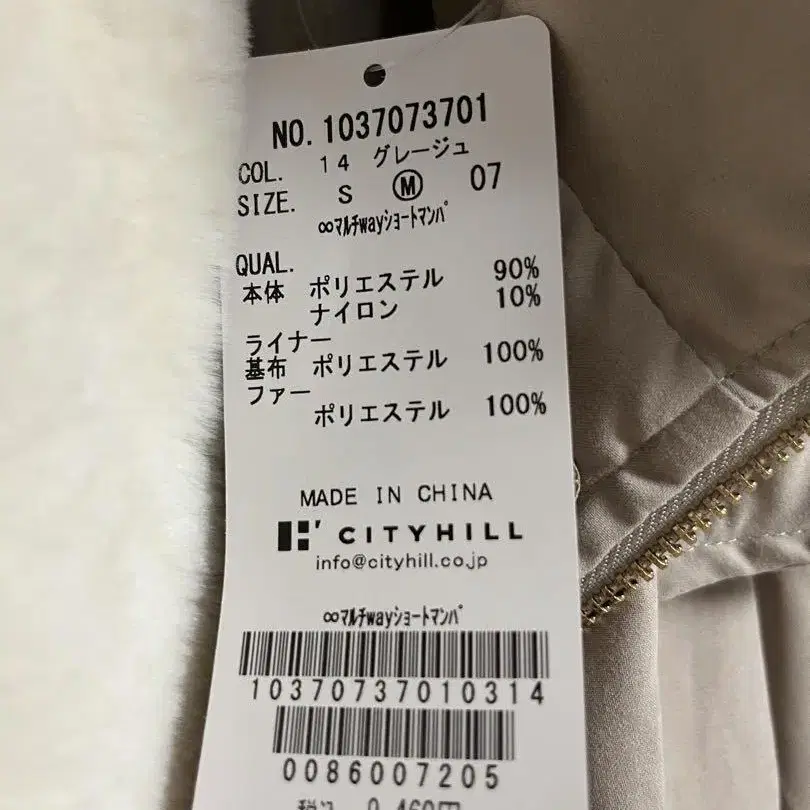 NO. 1037073701
COL. 14 グレージュ
SIZE. S Ⓜ 07
∞ﾏﾙﾁwayｼｮｰﾄﾏﾝﾊﾟ
QUAL.
本体 ポリエステル 90%
ナイロン 10%
ライナー
基布 ポリエステル 100%
ファー
ポリエステル 100%
MADE IN CHINA
CITYHILL
info@cityhill.co.jp
∞ﾏﾙﾁwayｼｮｰﾄﾏﾝﾊﾟ
10370737010314
0086007205